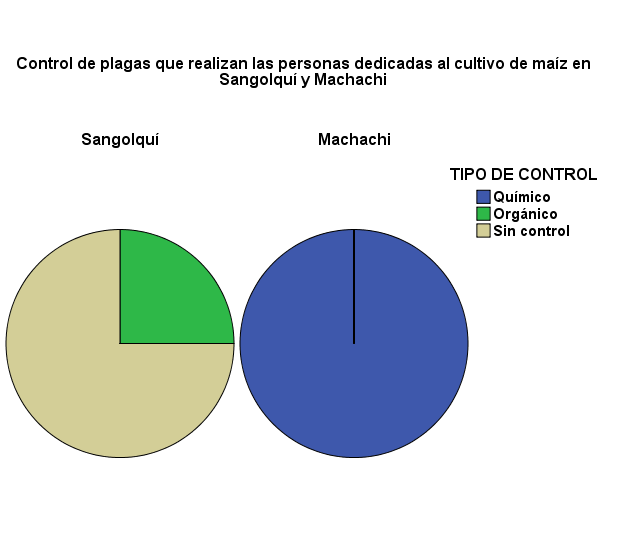 Control de plagas que realizan las personas dedicadas al cultivo de maíz en
Sangolquí y Machachi
Sangolquí
Machachi
TIPO DE CONTROL
Químico
Orgánico
Sin control